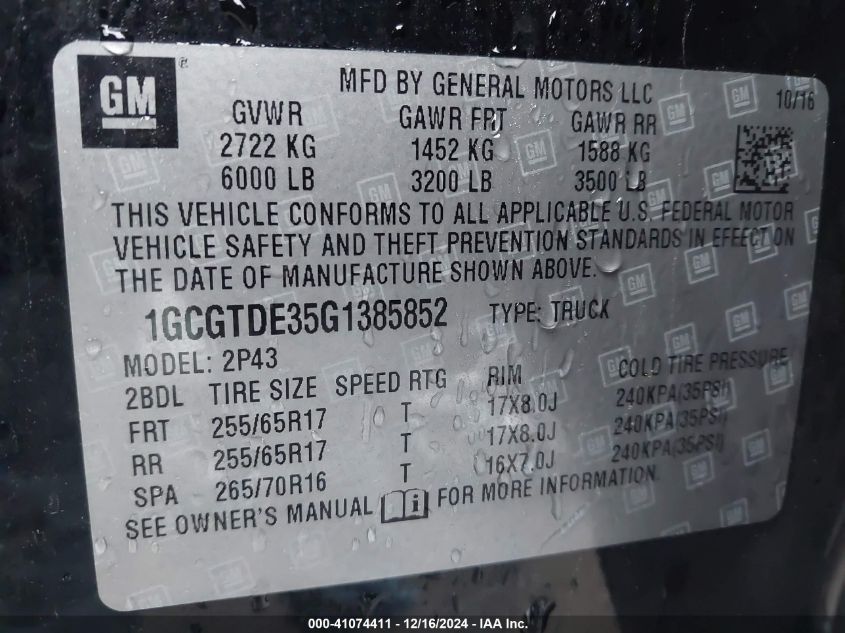 GM®
MFD BY GENERAL MOTORS LLC
10/16
GVWR GAWR FRT GAWR RR
2722 KG 1452 KG 1588 KG
6000 LB 3200 LB 3500 LB
THIS VEHICLE CONFORMS TO ALL APPLICABLE U.S. FEDERAL MOTOR
VEHICLE SAFETY AND THEFT PREVENTION STANDARDS IN EFFECT ON
THE DATE OF MANUFACTURE SHOWN ABOVE.
1GCGTDE35G1385852 TYPE: TRUCK
MODEL: 2P43
2BDL TIRE SIZE SPEED RTG RIM COLD TIRE PRESSURE
FRT 255/65R17 T 17X8.0J 240KPA(35PSI)
RR 255/65R17 T 17X8.0J 240KPA(35PSI)
SPA 265/70R16 T 16X7.0J 240KPA(35PSI)
SEE OWNER'S MANUAL i FOR MORE INFORMATION.
000-41074411 - 12/16/2024 - IAA Inc.